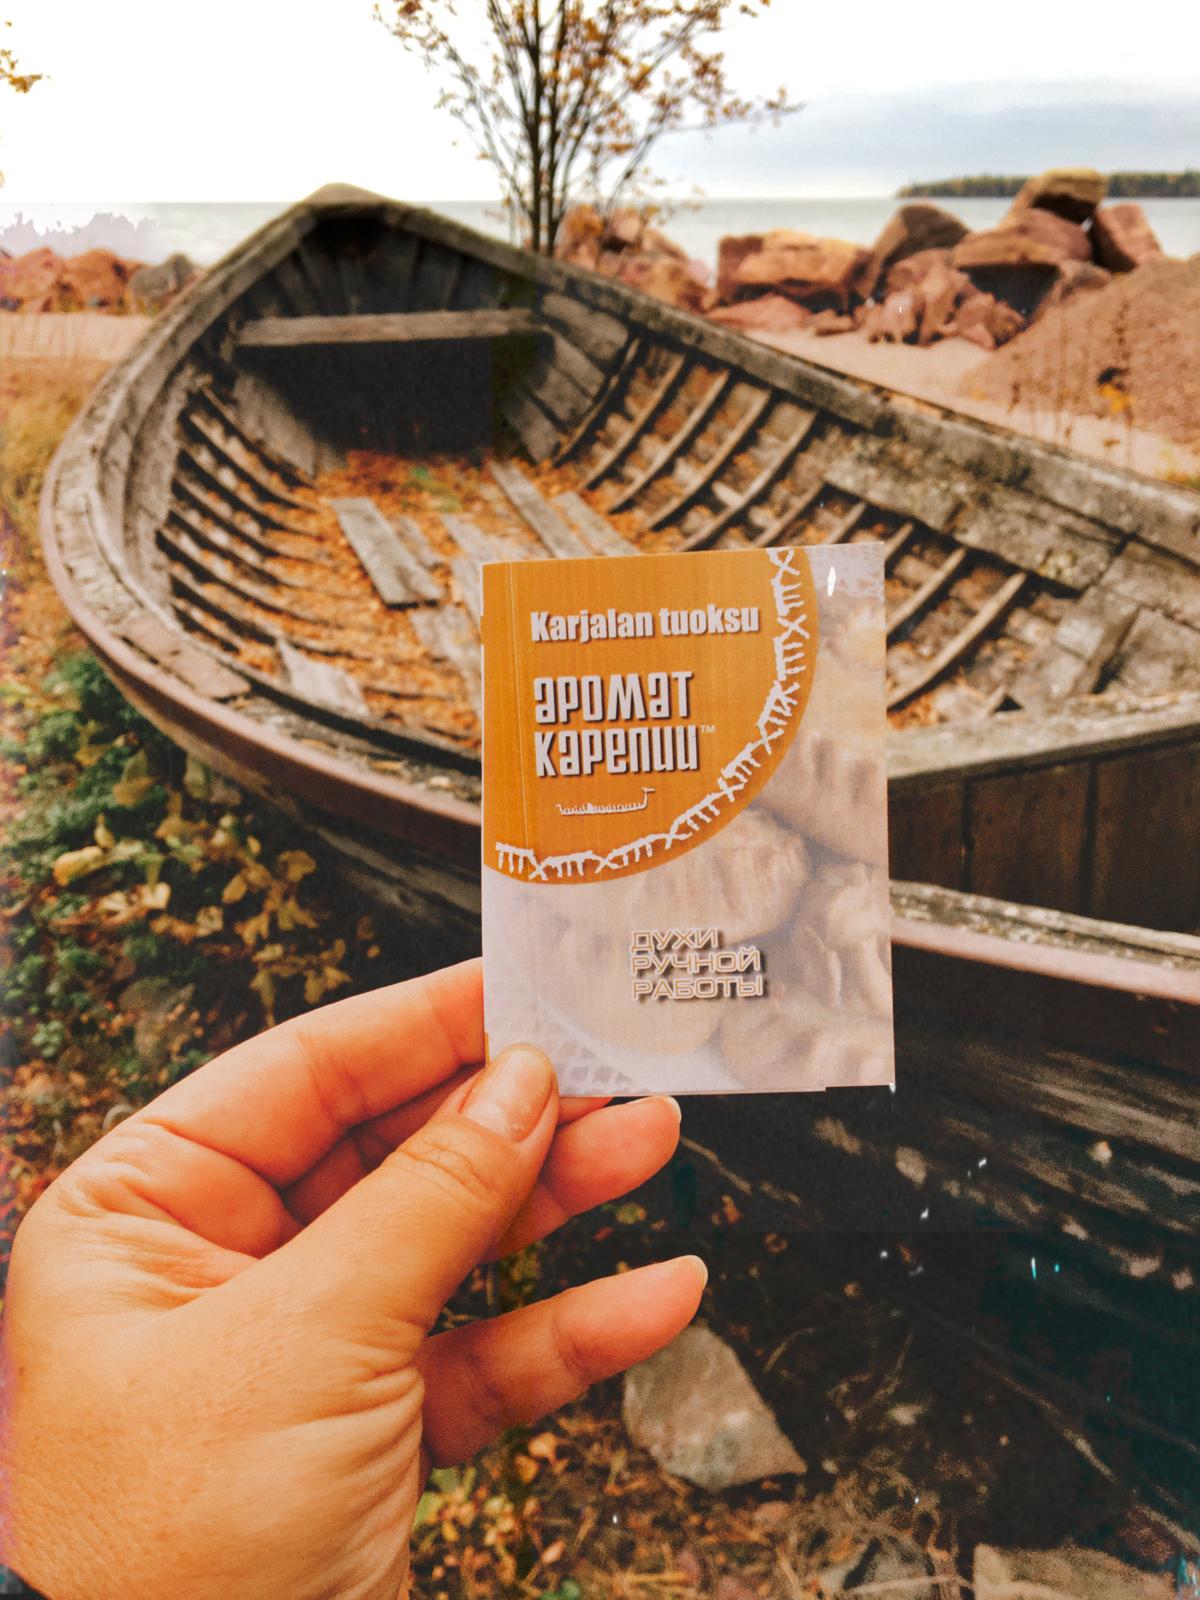 Karjalan tuoksu
аромат
карелии™
ДУХИ
РУЧНОЙ
РАБОТЫ